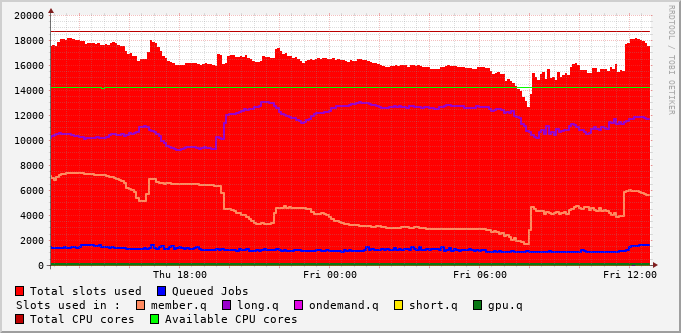 RRDTOOL / TOBI OETIKER
20000
18000
16000
14000
12000
10000
8000
6000
4000
2000
0
Thu 18:00 Fri 00:00 Fri 06:00 Fri 12:00
Total slots used Queued Jobs
Slots used in : member.q long.q ondemand.q short.q gpu.q
Total CPU cores Available CPU cores